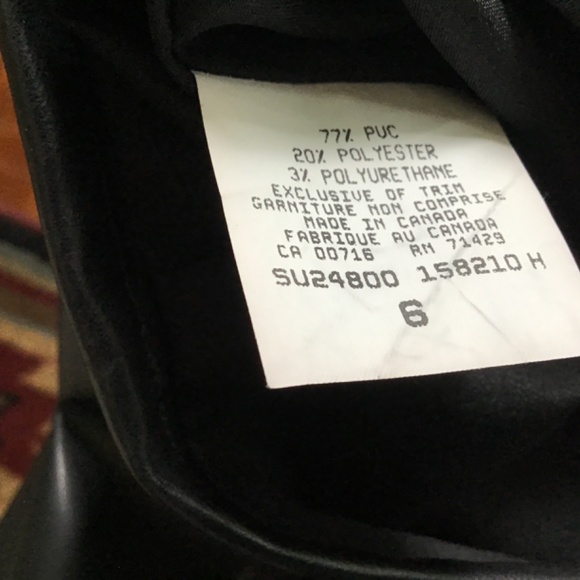 77% PVC
20% POLYESTER
3% POLYURETHANE
EXCLUSIVE OF TRIM
GARNITURE NON COMPRISE
MADE IN CANADA
FABRIQUE AU CANADA
CA 00716 RN 71429
SU24800 158210 H
6